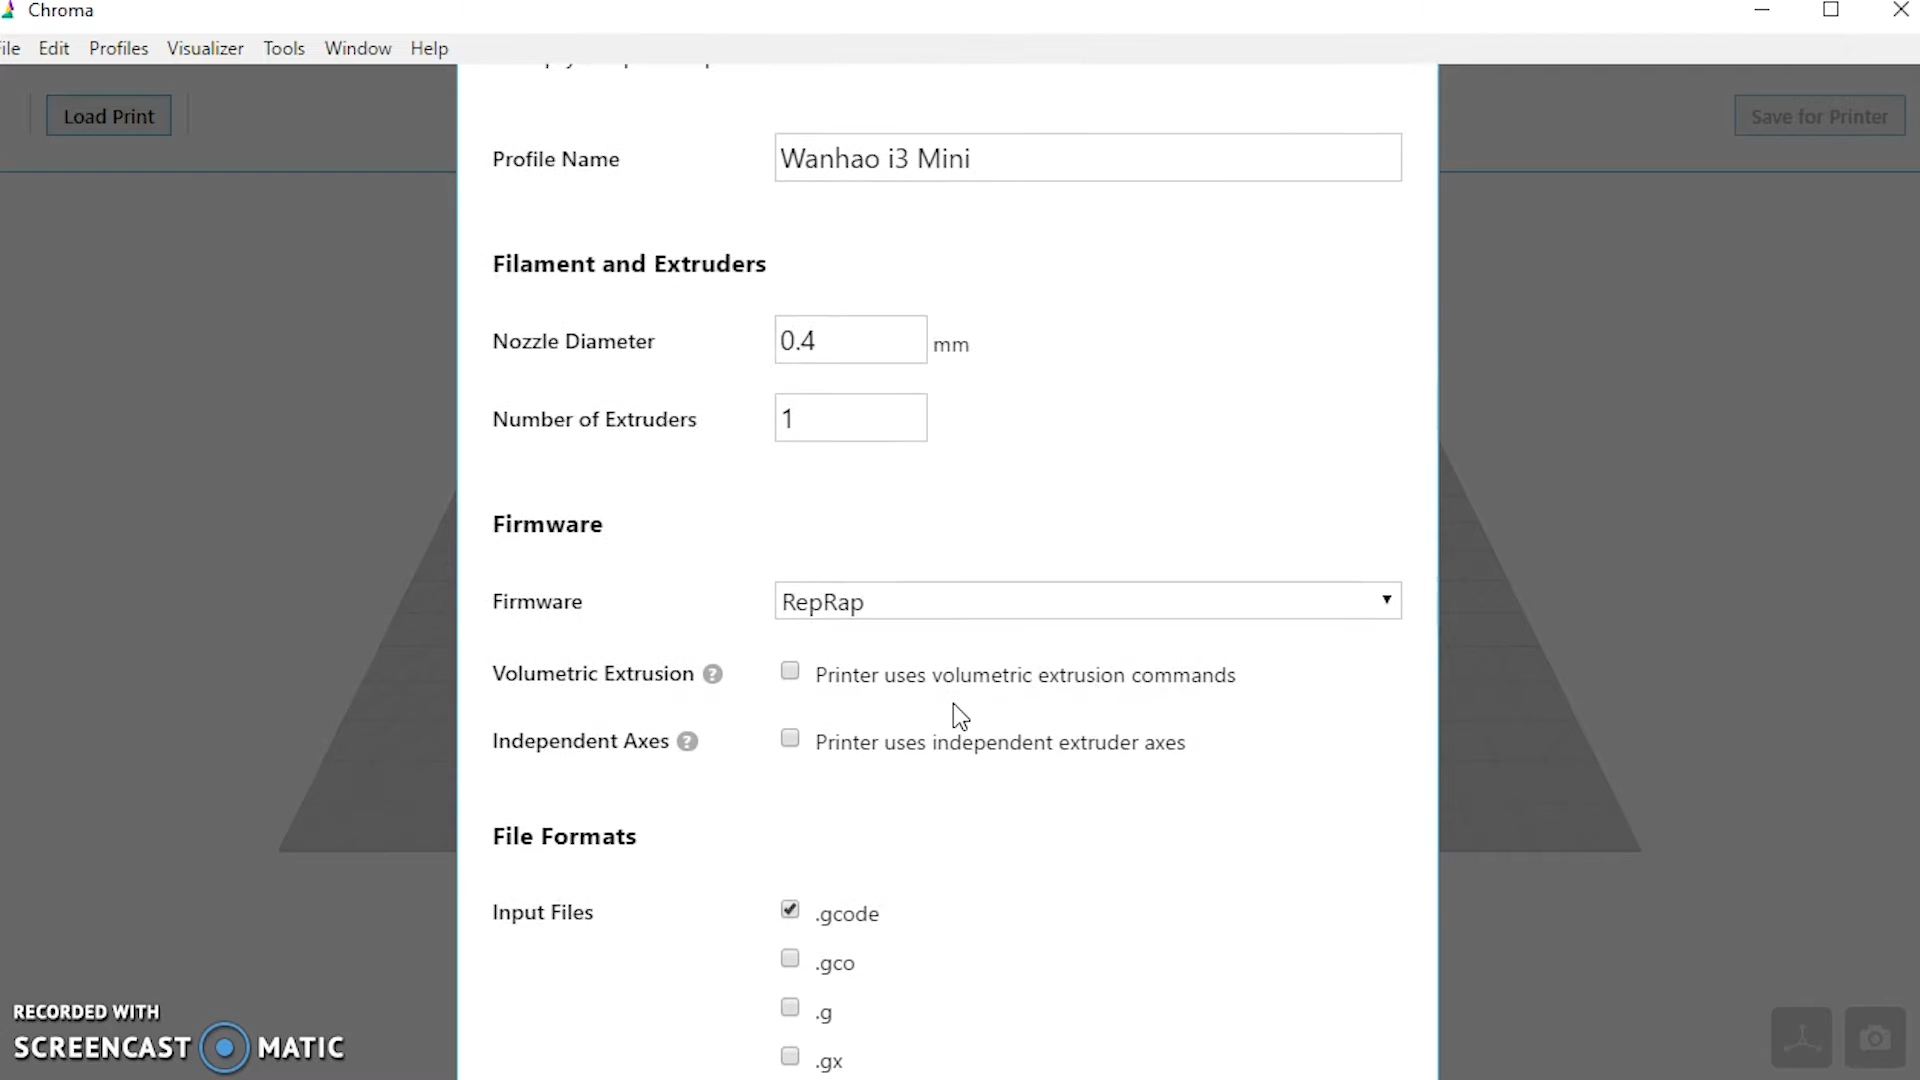 Chroma
ile Edit Profiles Visualizer Tools Window Help
Load Print
Save for Printer
Profile Name
Wanhao i3 Mini
Filament and Extruders
Nozzle Diameter
0.4
mm
Number of Extruders
1
Firmware
Firmware
RepRap
Volumetric Extrusion ?
Printer uses volumetric extrusion commands
Independent Axes ?
Printer uses independent extruder axes
File Formats
Input Files
.gcode
.gco
.g
.gx
RECORDED WITH
SCREENCAST MATIC